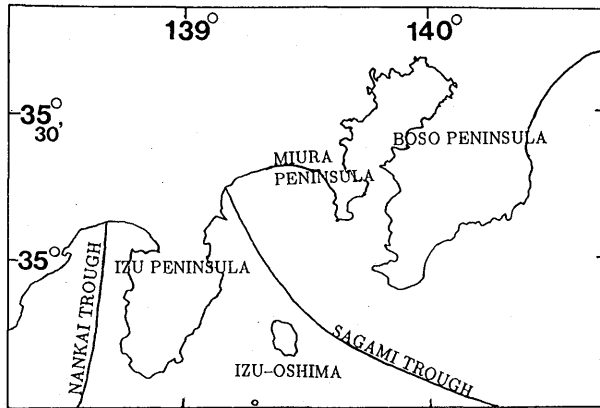 139°
140°
35°
30'
BOSO PENINSULA
MIURA
PENINSULA
35°
IZU PENINSULA
NANKAI TROUGH
SAGAMI TROUGH
IZU-OSHIMA